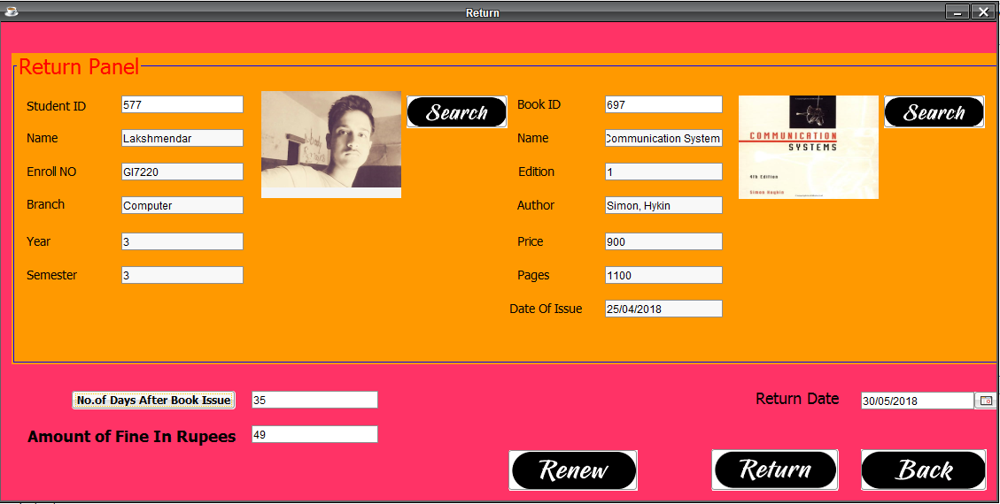 Return
Return Panel
Student ID 577
Search
Name Lakshmendar
Enroll NO GI7220
Branch Computer
Year 3
Semester 3
Book ID 697
COMMUNICATION
SYSTEMS
4th Edition
Simon Haykin
Search
Name Communication System
Edition 1
Author Simon, Hykin
Price 900
Pages 1100
Date Of Issue 25/04/2018
No.of Days After Book Issue 35
Return Date 30/05/2018
Amount of Fine In Rupees 49
Renew
Return
Back